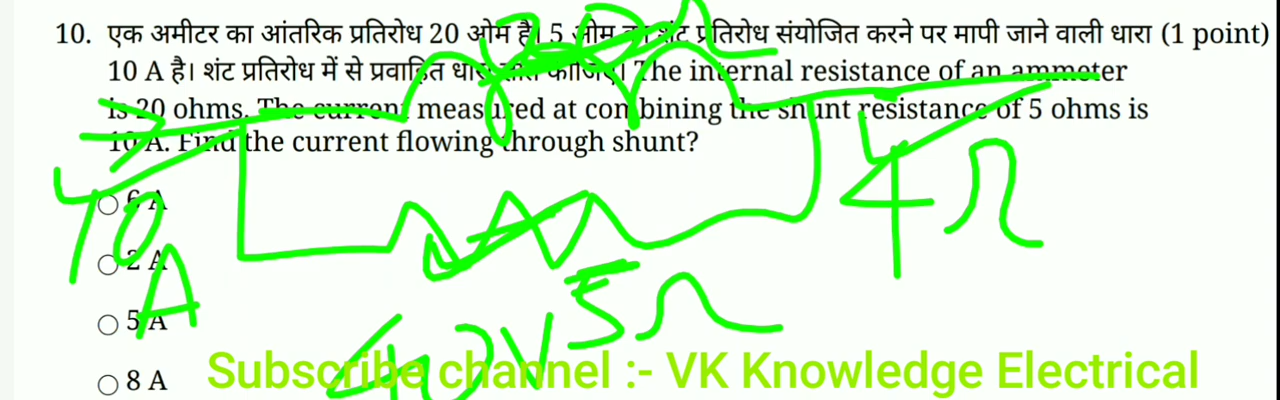 10. एक अमीटर का आंतरिक प्रतिरोध 20 ओम है। 5 ओम का शंट प्रतिरोध संयोजित करने पर मापी जाने वाली धारा (1 point)
10 A है। शंट प्रतिरोध में से प्रवाहित धारा ज्ञात कीजिए। The internal resistance of an ammeter
is 20 ohms. The current measured at combining the shunt resistance of 5 ohms is
10 A. Find the current flowing through shunt?
6 A
2 A
5 A
8 A
10 A
4 Ω
5 Ω
40V
Subscribe channel :- VK Knowledge Electrical